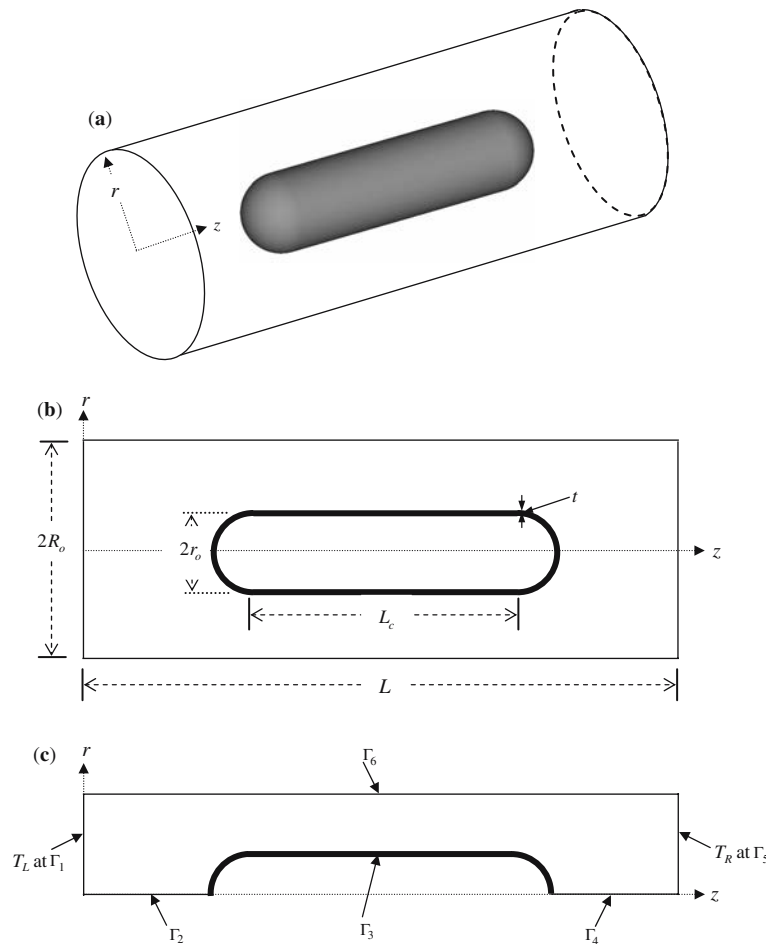 (a)
r
z
(b)
r
t
2R_o
2r_o
z
L_c
L
(c)
r
Γ_6
T_L at Γ_1
T_R at Γ_5
z
Γ_2
Γ_3
Γ_4